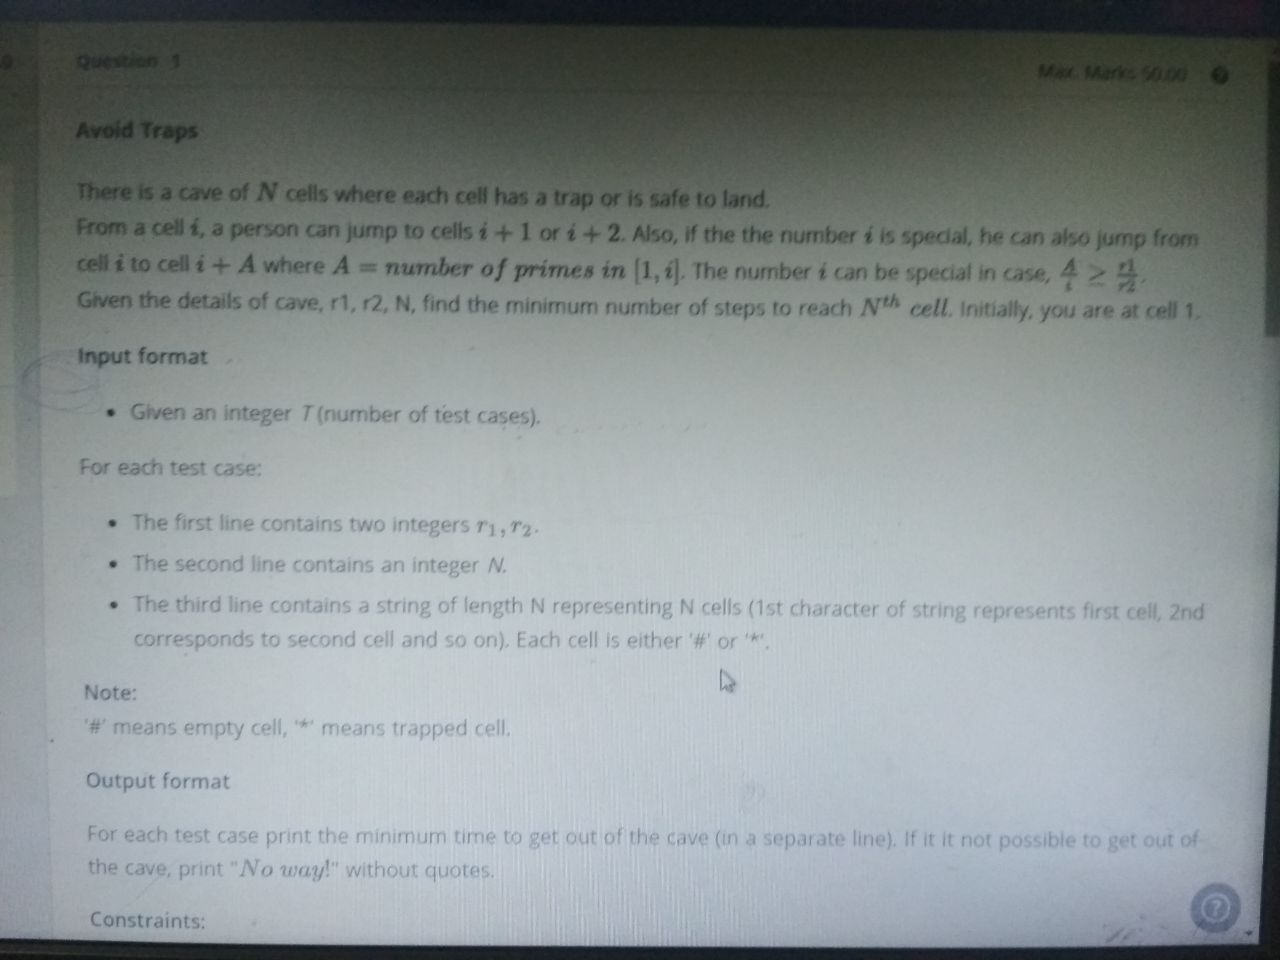 Question 1
Max. Marks 50.00
Avoid Traps
There is a cave of N cells where each cell has a trap or is safe to land.
From a cell i, a person can jump to cells i + 1 or i + 2. Also, if the the number i is special, he can also jump from
cell i to cell i + A where A = number of primes in [1, i]. The number i can be special in case, A/i ≥ r1/r2.
Given the details of cave, r1, r2, N, find the minimum number of steps to reach Nth cell. Initially, you are at cell 1.
Input format
• Given an integer T (number of test cases).
For each test case:
• The first line contains two integers r1, r2.
• The second line contains an integer N.
• The third line contains a string of length N representing N cells (1st character of string represents first cell, 2nd
corresponds to second cell and so on). Each cell is either '#' or '*'.
Note:
'#' means empty cell, '*' means trapped cell.
Output format
For each test case print the minimum time to get out of the cave (in a separate line). If it it not possible to get out of
the cave, print "No way!" without quotes.
Constraints: